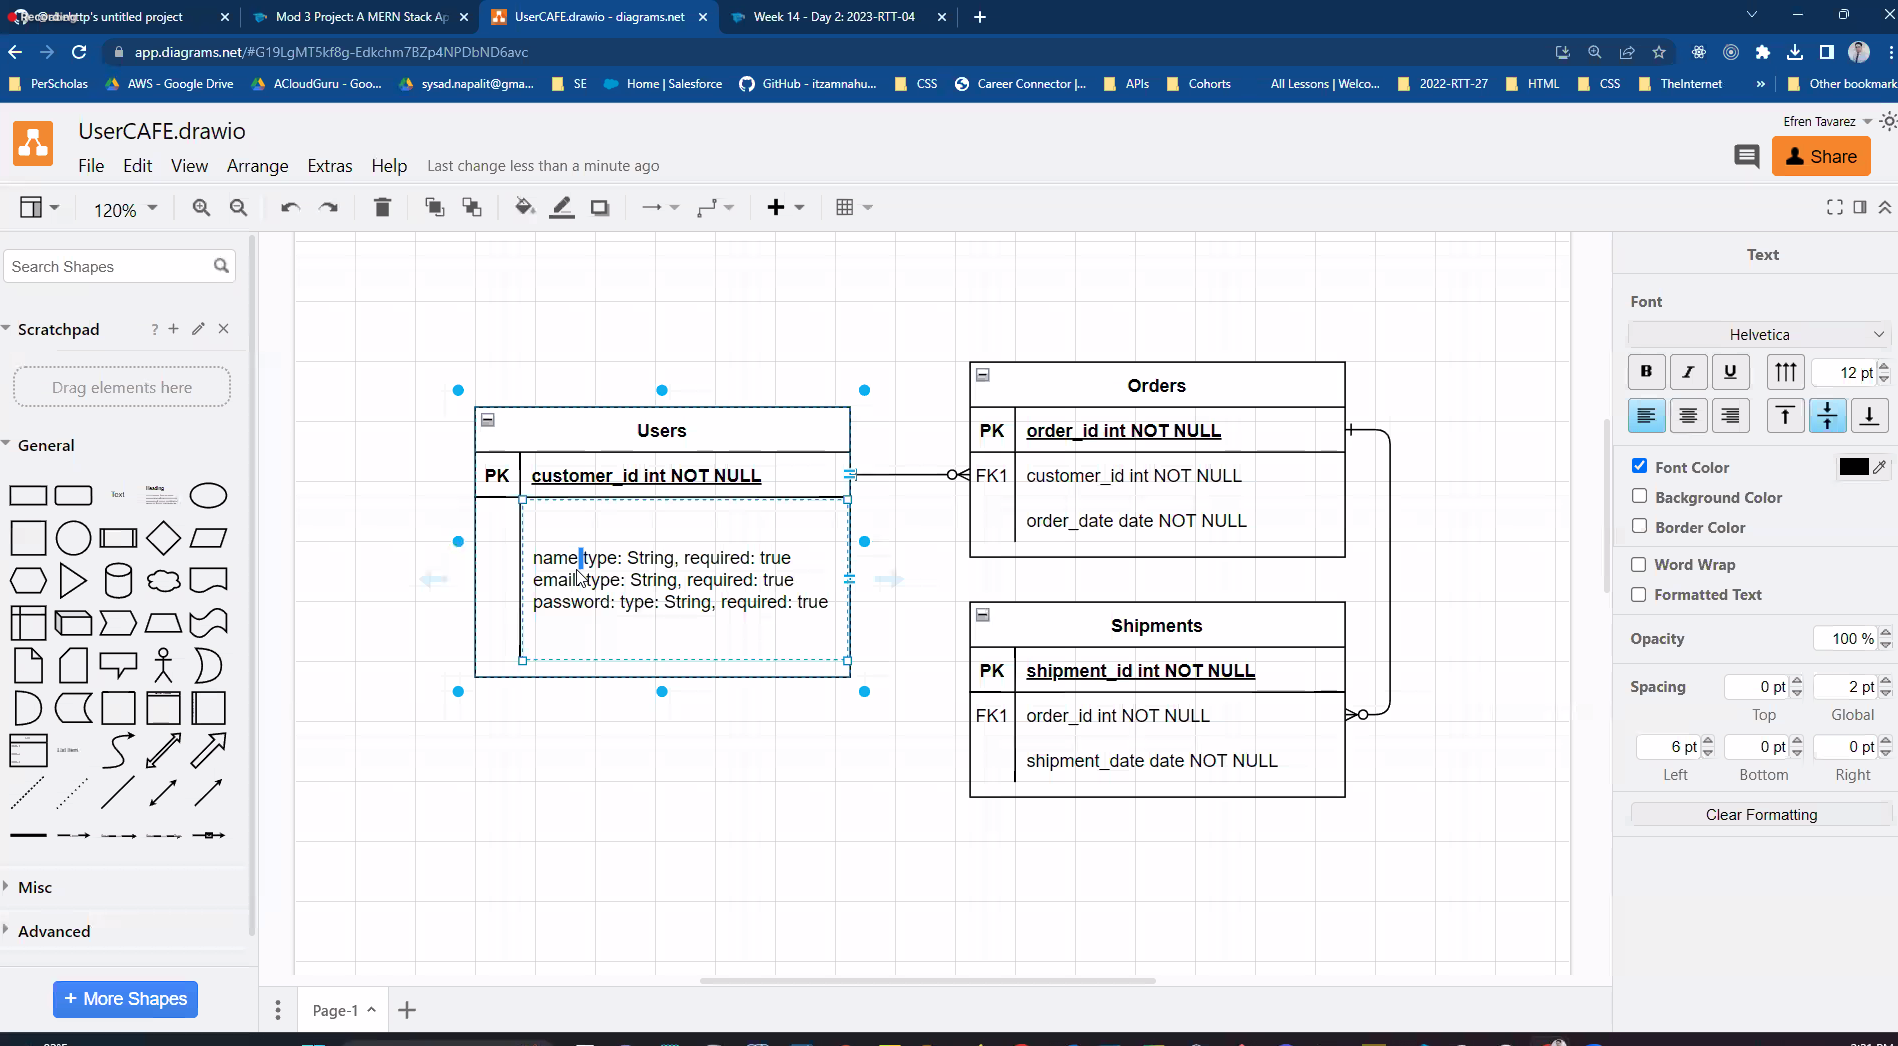 Mod 3 Project: A MERN Stack Ap
UserCAFE.drawio - diagrams.net
Week 14 - Day 2: 2023-RTT-04
app.diagrams.net/#G19LgMT5kf8g-Edkchm7BZp4NPDbND6avc
PerScholas
AWS - Google Drive
ACloudGuru - Goo...
sysad.napalit@gma...
SE
Home | Salesforce
GitHub - itzamnahu...
CSS
Career Connector |...
APIs
Cohorts
All Lessons | Welco...
2022-RTT-27
HTML
CSS
TheInternet
»
Other bookmark
UserCAFE.drawio
Efren Tavarez
File Edit View Arrange Extras Help Last change less than a minute ago
Share
120%
Search Shapes
Scratchpad
?
Drag elements here
General
Text
Heading
List Item
Misc
Advanced
+ More Shapes
Users
PK customer_id int NOT NULL
name type: String, required: true
email type: String, required: true
password: type: String, required: true
Orders
PK order_id int NOT NULL
FK1 customer_id int NOT NULL
order_date date NOT NULL
Shipments
PK shipment_id int NOT NULL
FK1 order_id int NOT NULL
shipment_date date NOT NULL
Page-1
Text
Font
Helvetica
B I U
12 pt
Font Color
Background Color
Border Color
Word Wrap
Formatted Text
Opacity 100 %
Spacing 0 pt 2 pt
Top Global
6 pt 0 pt 0 pt
Left Bottom Right
Clear Formatting